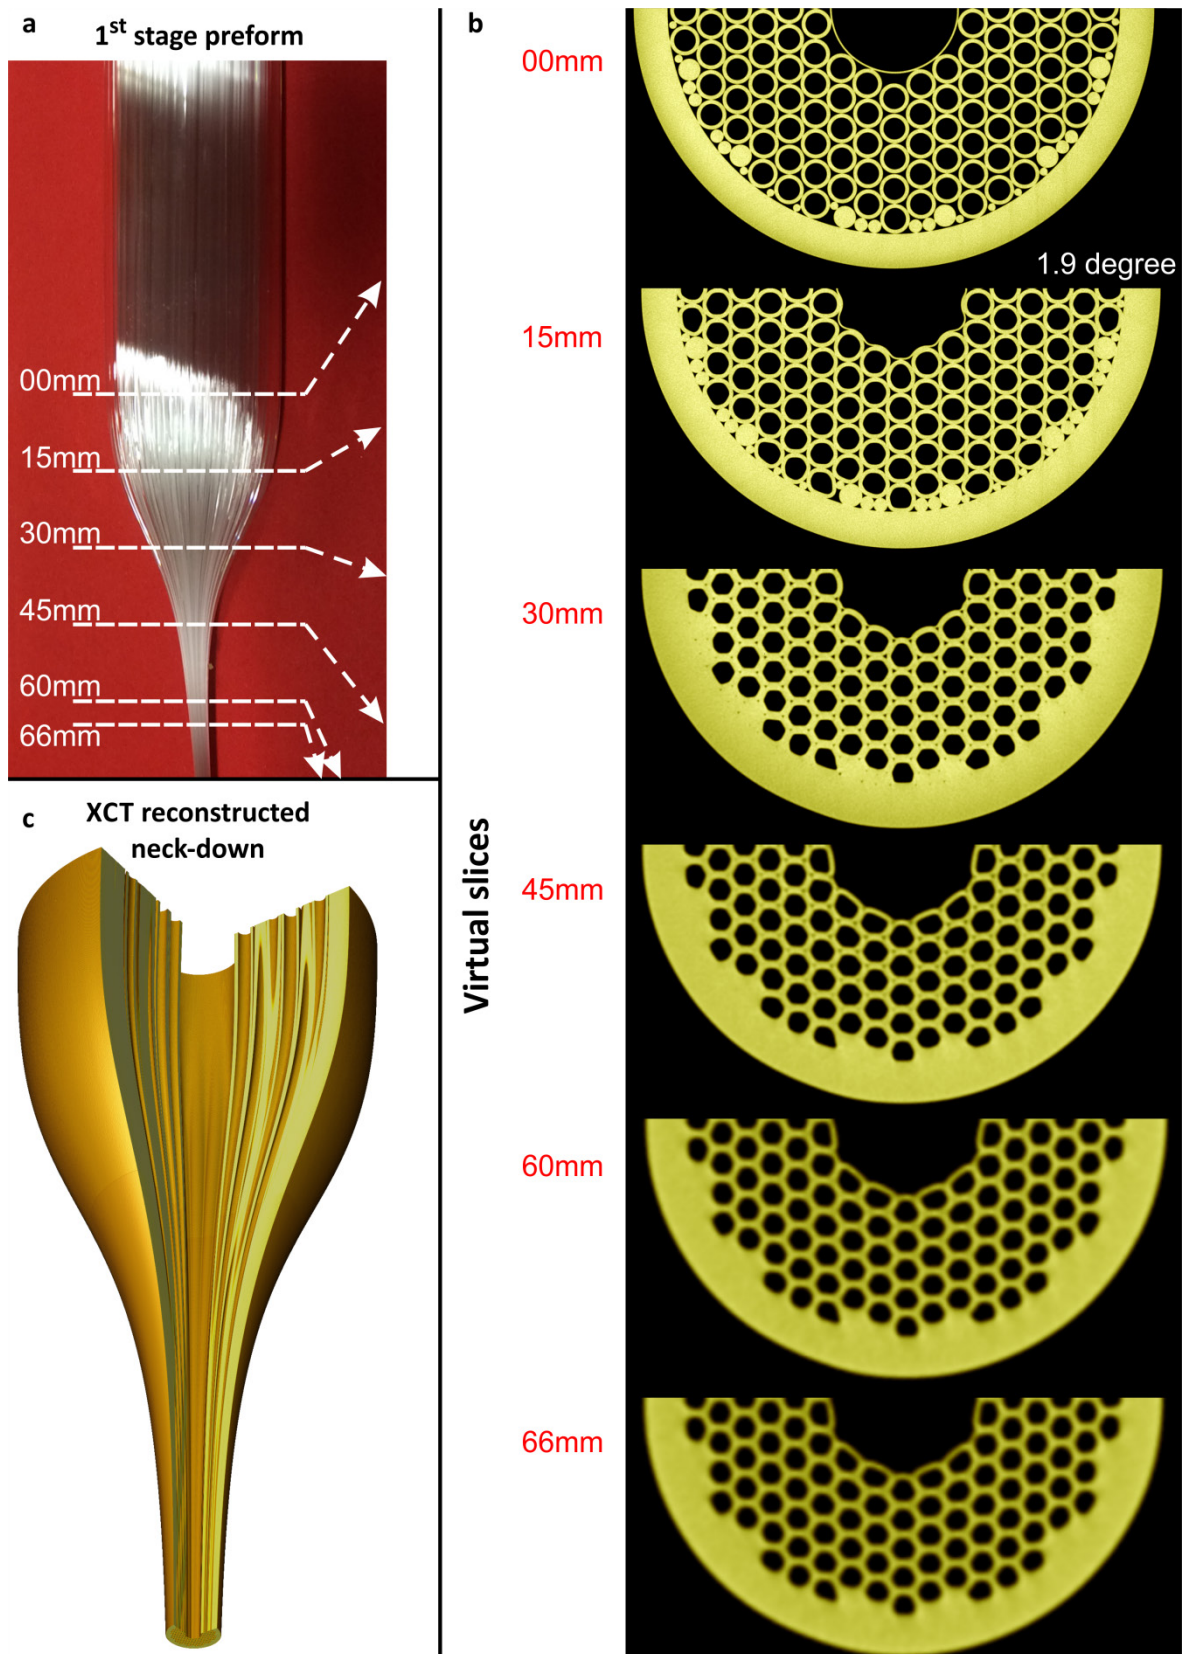 a
1st stage preform
00mm
15mm
30mm
45mm
60mm
66mm
b
00mm
1.9 degree
15mm
30mm
45mm
60mm
66mm
Virtual slices
c
XCT reconstructed
neck-down